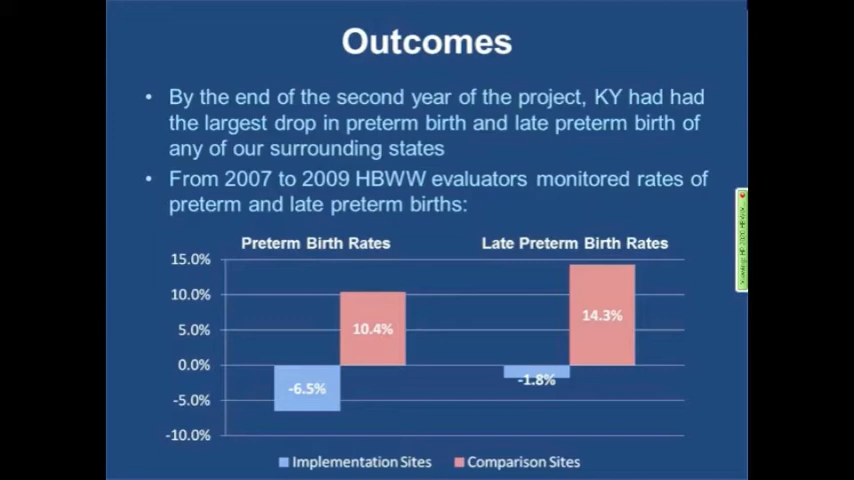 Outcomes
• By the end of the second year of the project, KY had had
the largest drop in preterm birth and late preterm birth of
any of our surrounding states
• From 2007 to 2009 HBWW evaluators monitored rates of
preterm and late preterm births:
Preterm Birth Rates
Late Preterm Birth Rates
15.0%
10.0%
5.0%
0.0%
-5.0%
-10.0%
10.4%
14.3%
-6.5%
-1.8%
Implementation Sites
Comparison Sites